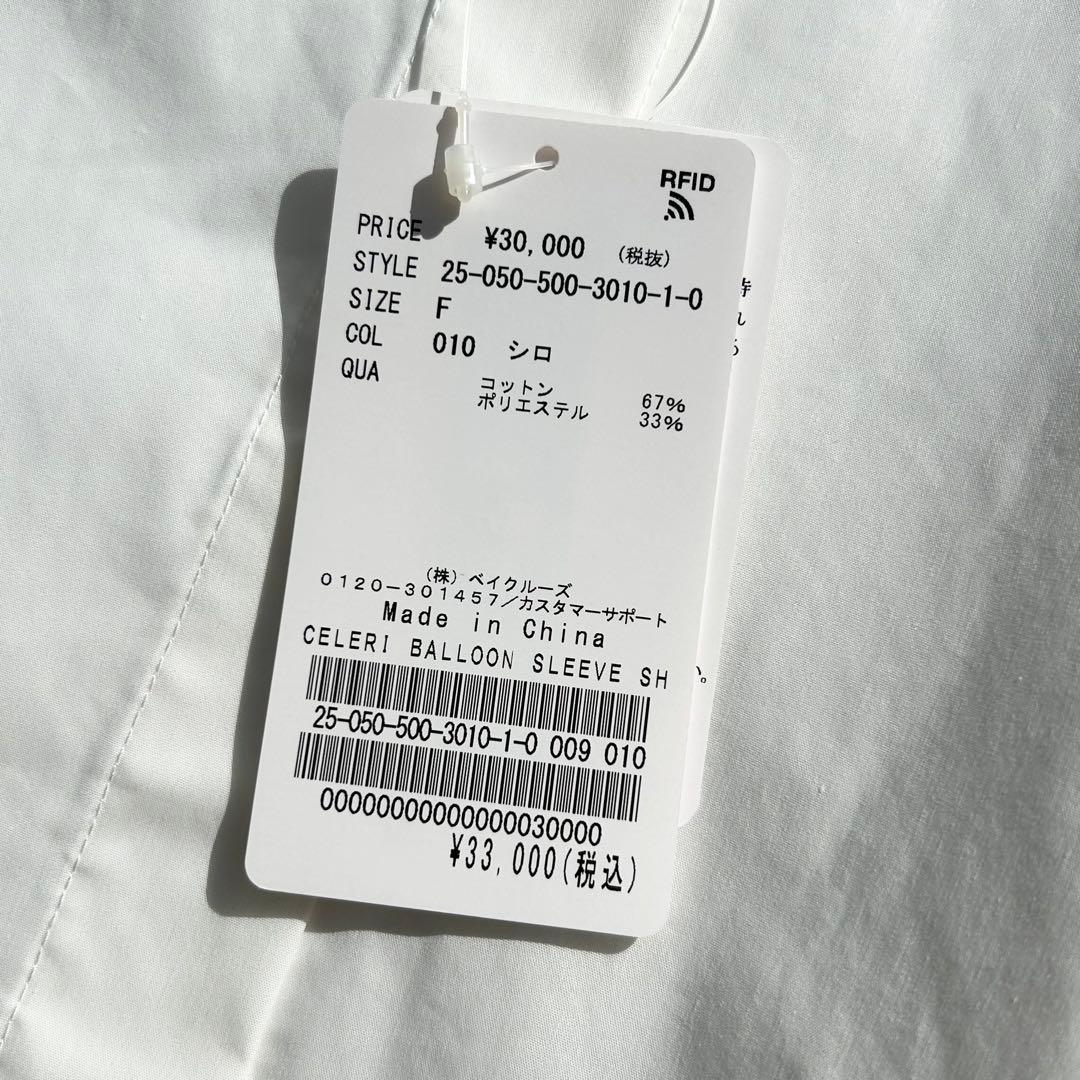 RFID
PRICE ¥30,000 (税抜)
STYLE 25-050-500-3010-1-0
SIZE F
COL 010 シロ
QUA
コットン 67%
ポリエステル 33%
(株)ベイクルーズ
0120-301457/カスタマーサポート
Made in China
CELERI BALLOON SLEEVE SH
25-050-500-3010-1-0 009 010
00000000000000030000
¥33,000(税込)